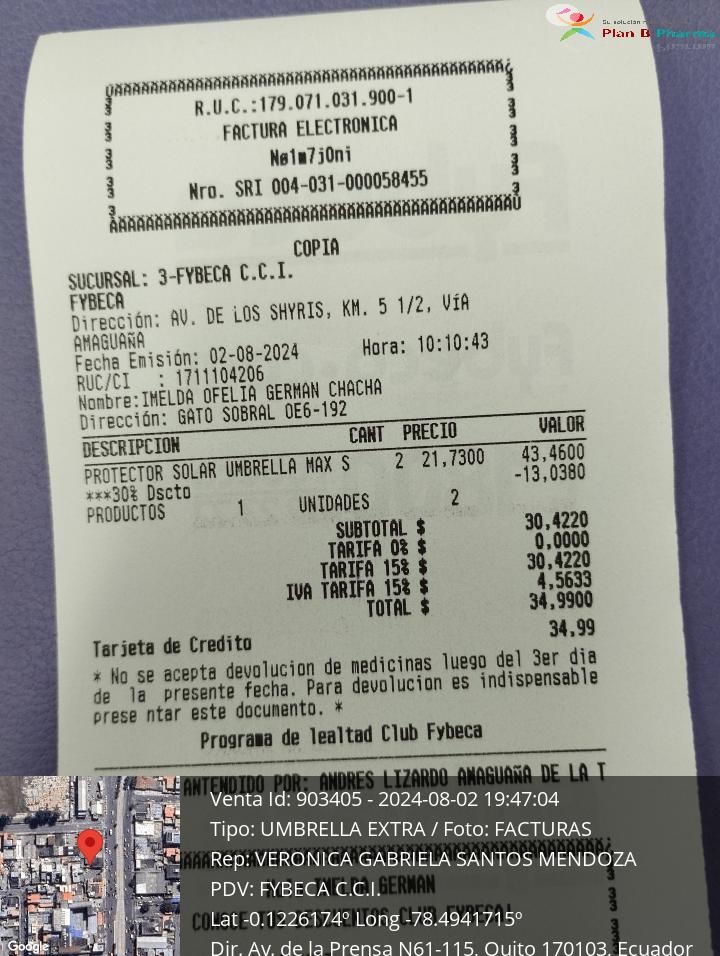 Plan B Pharma
R.U.C.:179.071.031.900-1
FACTURA ELECTRONICA
Nø1m7j0ni
Nro. SRI 004-031-000058455
COPIA
SUCURSAL: 3-FYBECA C.C.I.
FYBECA
Dirección: AV. DE LOS SHYRIS, KM. 5 1/2, VíA
AMAGUAÑA
Fecha Emisión: 02-08-2024 Hora: 10:10:43
RUC/CI : 1711104206
Nombre:IMELDA OFELIA GERMAN CHACHA
Dirección: GATO SOBRAL OE6-192
DESCRIPCION CANT PRECIO VALOR
PROTECTOR SOLAR UMBRELLA MAX S 2 21,7300 43,4600
***30% Dscto -13,0380
PRODUCTOS 1 UNIDADES 2
SUBTOTAL $ 30,4220
TARIFA 0% $ 0,0000
TARIFA 15% $ 30,4220
IVA TARIFA 15% $ 4,5633
TOTAL $ 34,9900
Tarjeta de Credito 34.99
* No se acepta devolucion de medicinas luego del 3er dia
de la presente fecha. Para devolucion es indispensable
prese ntar este documento. *
Programa de lealtad Club Fybeca
ANTENDIDO POR: ANDRES LIZARDO AMAGUAÑA DE LA T
Venta Id: 903405 - 2024-08-02 19:47:04
Tipo: UMBRELLA EXTRA / Foto: FACTURAS
Rep: VERONICA GABRIELA SANTOS MENDOZA
PDV: FYBECA C.C.I.
IMELDA GERMAN
Lat -0.1226174º Long -78.4941715º
Dir. Av. de la Prensa N61-115, Quito 170103, Ecuador
Google